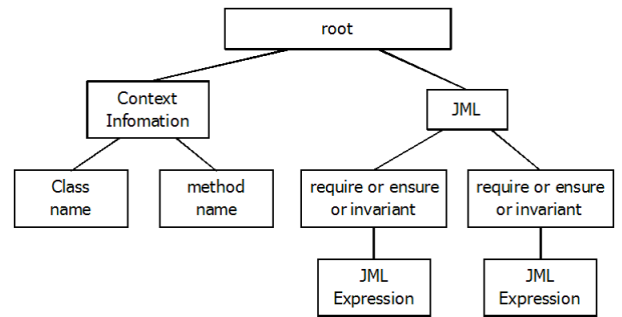 root
Context
Infomation
JML
Class
name
method
name
require or ensure
or invariant
require or ensure
or invariant
JML
Expression
JML
Expression